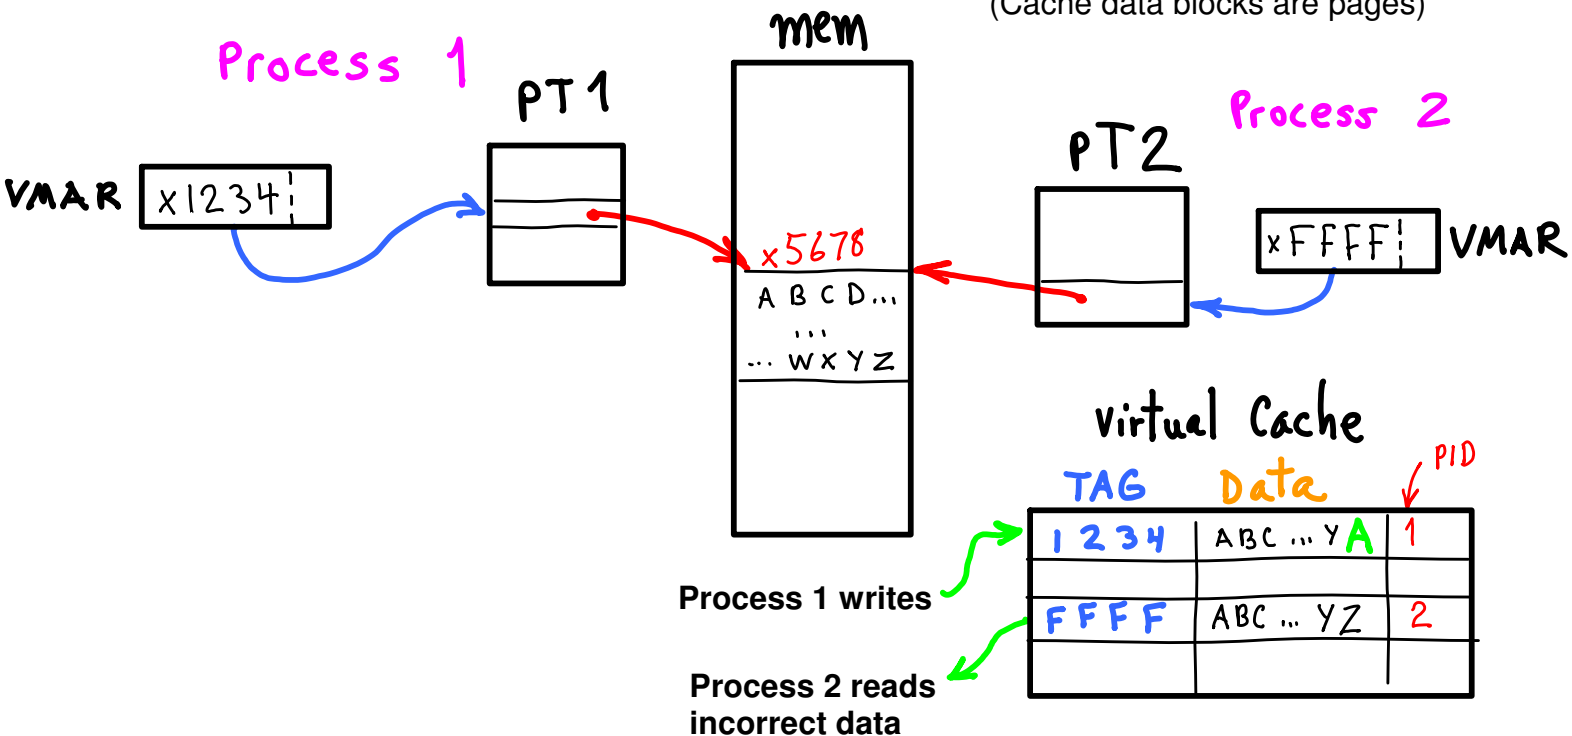 (Cache data blocks are pages)
mem
Process 1
PT1
Process 2
PT2
VMAR
x1234
x5678
xFFFF
VMAR
A B C D...
...
... W X Y Z
Virtual Cache
PID
TAG Data
1234 ABC ... Y A 1
Process 1 writes
FFFF ABC ... YZ 2
Process 2 reads
incorrect data